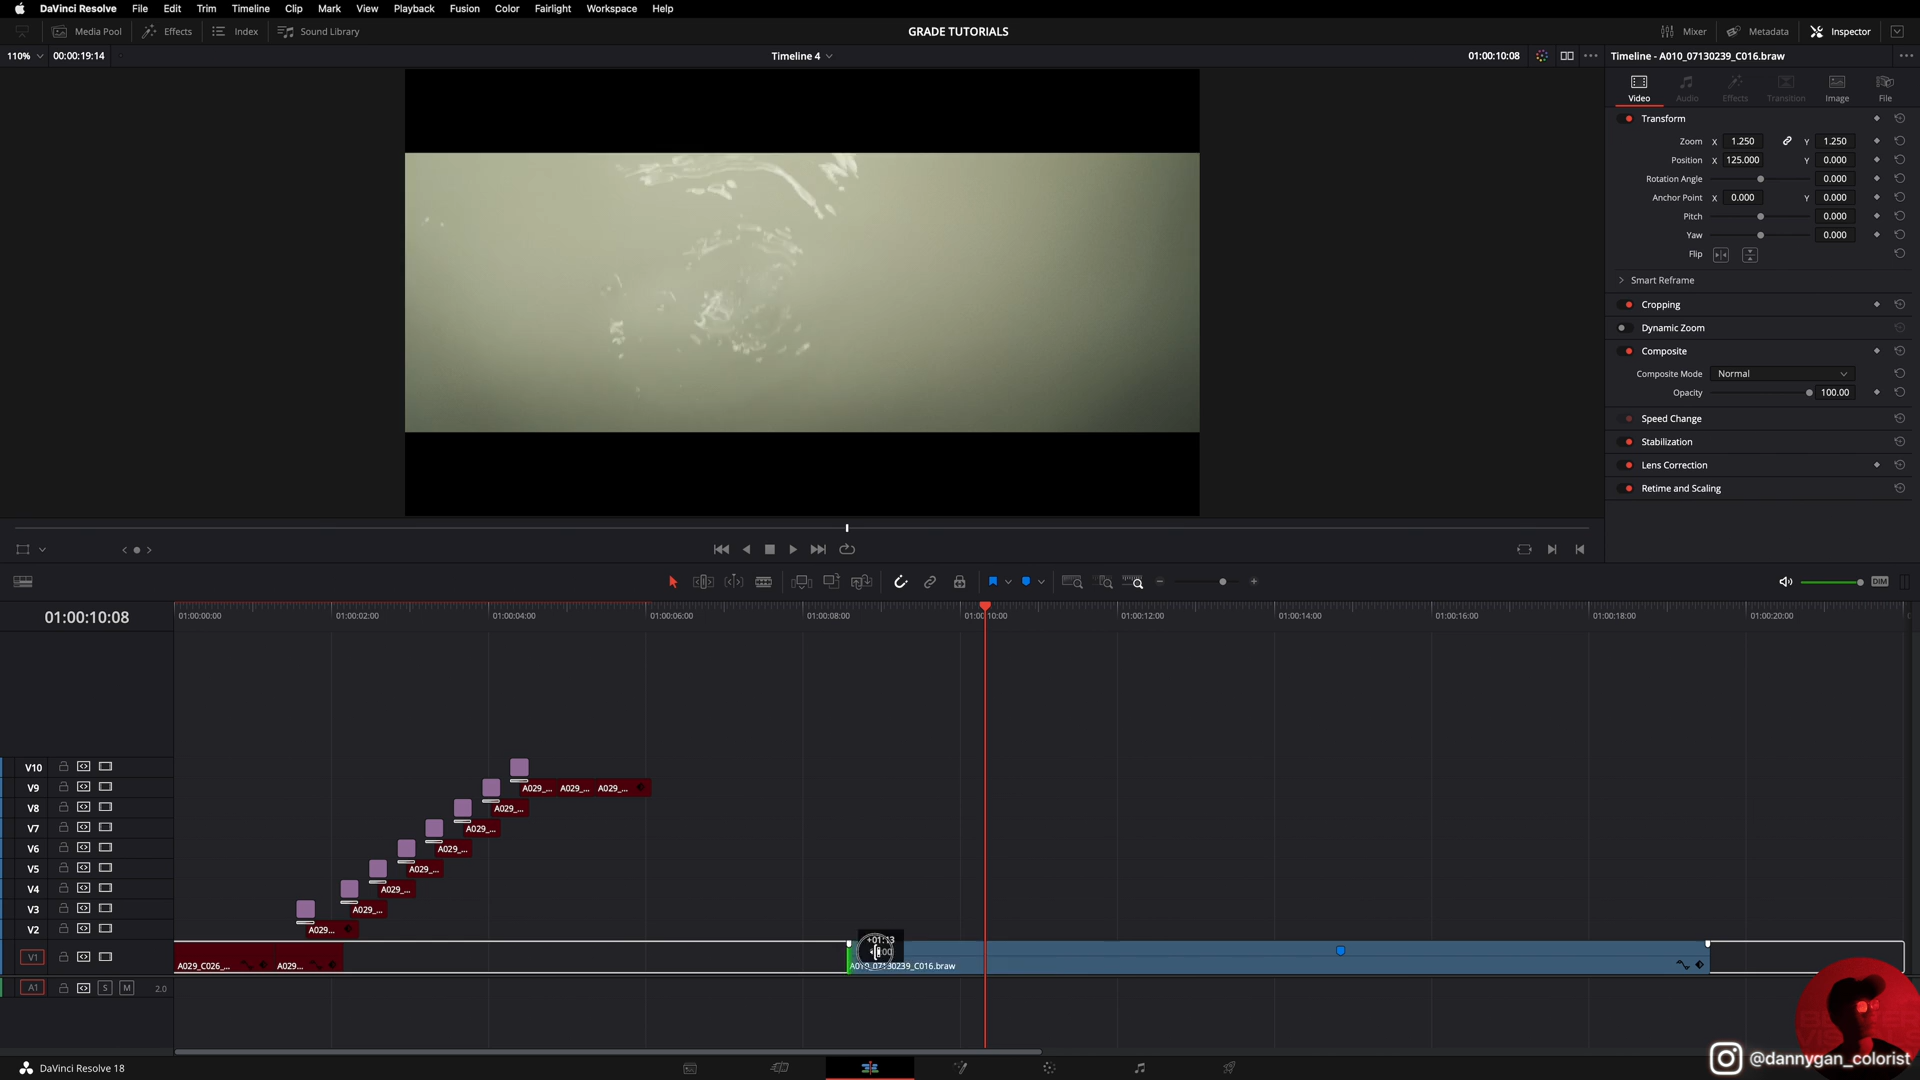 DaVinci Resolve File Edit Trim Timeline Clip Mark View Playback Fusion Color Fairlight Workspace Help
Media Pool Effects Index Sound Library GRADE TUTORIALS Mixer Metadata Inspector
110% 00:00:19:14 Timeline 4 01:00:10:08 Timeline - A010_07130239_C016.braw
Video Audio Effects Transition Image File
Transform
Zoom X 1.250 Y 1.250
Position X 125.000 Y 0.000
Rotation Angle 0.000
Anchor Point X 0.000 Y 0.000
Pitch 0.000
Yaw 0.000
Flip
Smart Reframe
Cropping
Dynamic Zoom
Composite
Composite Mode Normal
Opacity 100.00
Speed Change
Stabilization
Lens Correction
Retime and Scaling
DIM
01:00:10:08 01:00:00:00 01:00:02:00 01:00:04:00 01:00:06:00 01:00:08:00 01:00:10:00 01:00:12:00 01:00:14:00 01:00:16:00 01:00:18:00 01:00:20:00
V10
V9 A029_... A029_... A029_...
V8 A029_...
V7 A029_...
V6 A029_...
V5 A029_...
V4 A029_...
V3 A029_...
V2 A029...
+01:13
V1 A029_C026_... A029... A010_07130239_C016.braw
A1 S M 2.0
@dannygan_colorist
DaVinci Resolve 18